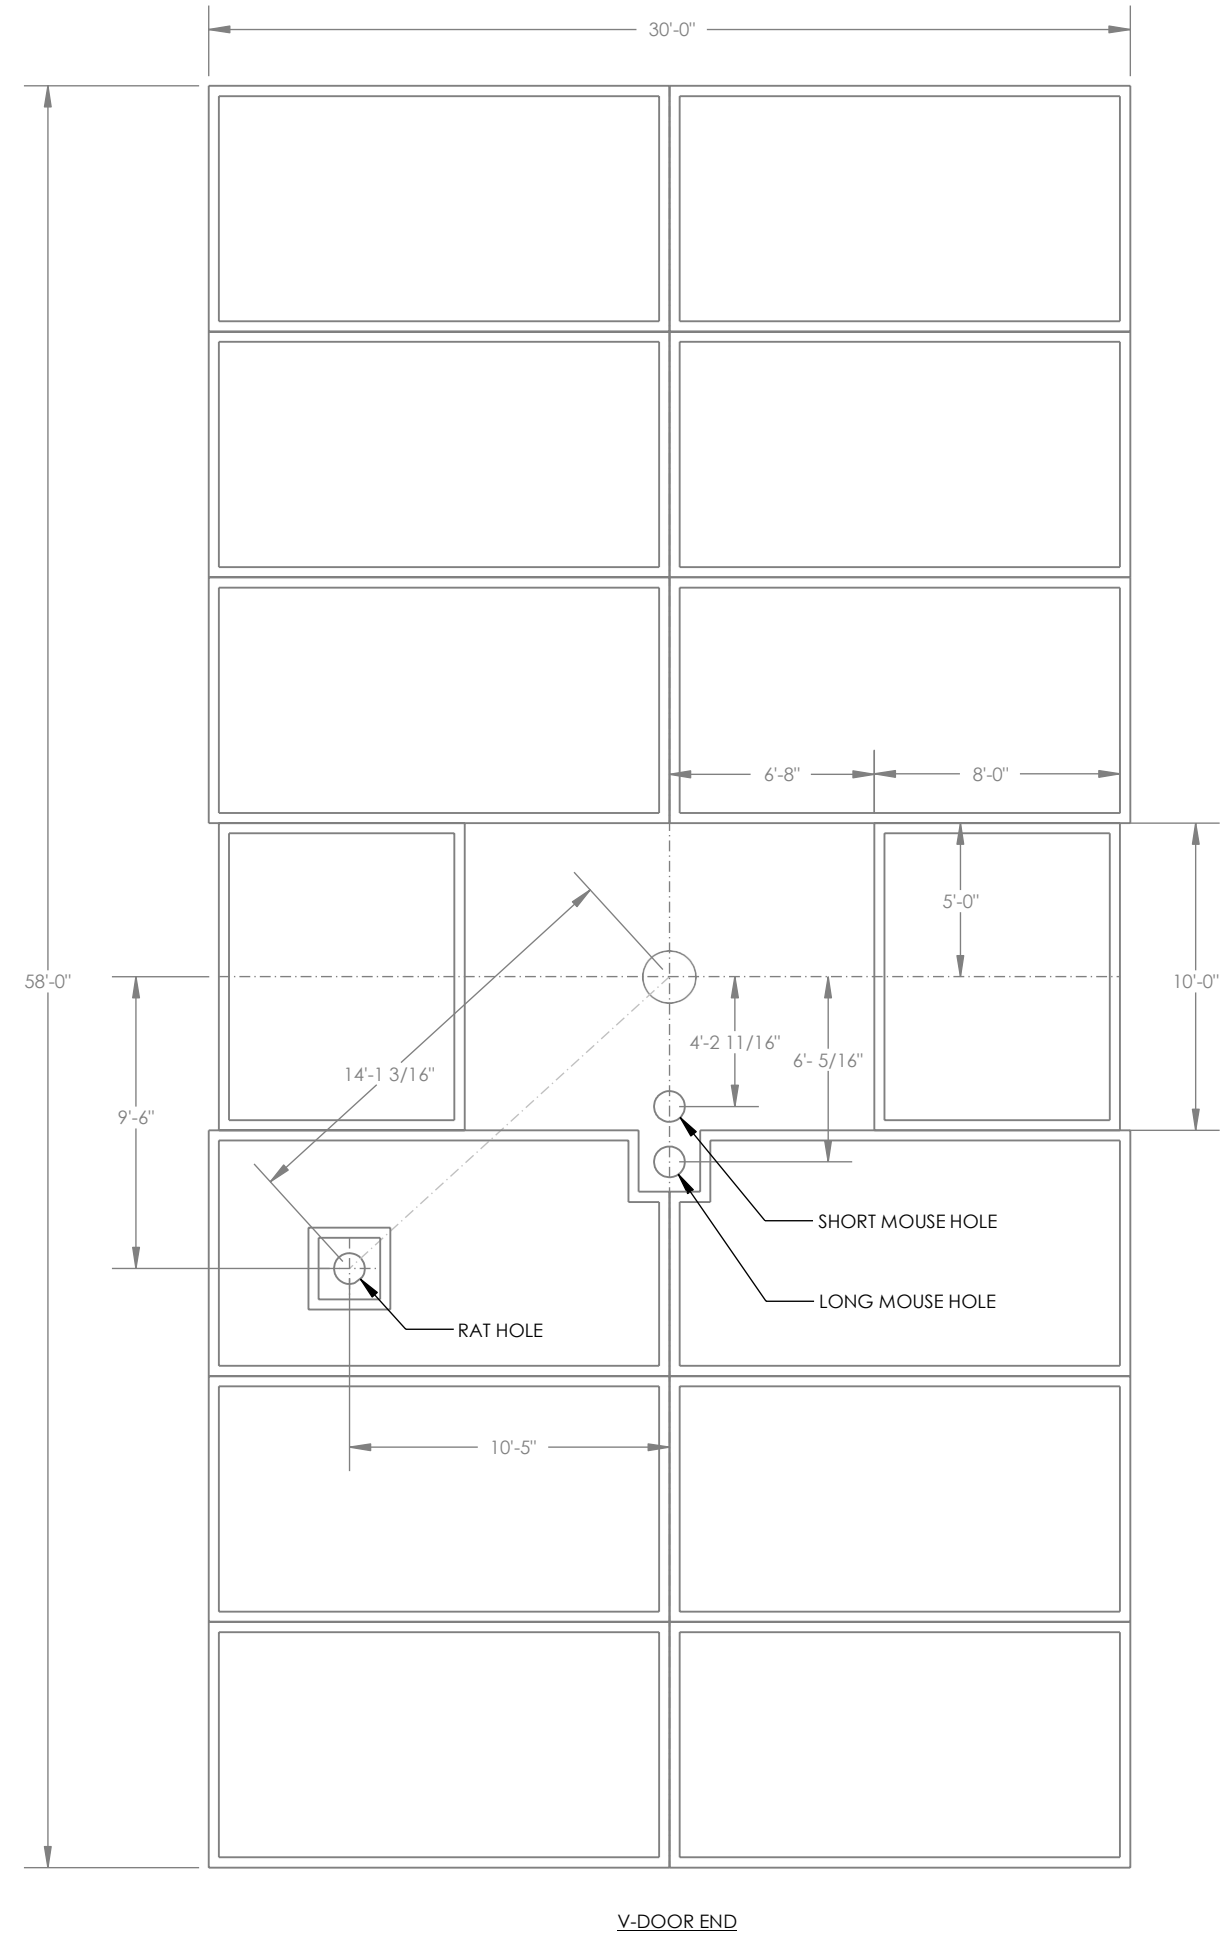 30'-0"
6'-8"
8'-0"
5'-0"
58'-0"
10'-0"
4'-2 11/16"
6'- 5/16"
14'-1 3/16"
9'-6"
SHORT MOUSE HOLE
LONG MOUSE HOLE
RAT HOLE
10'-5"
V-DOOR END